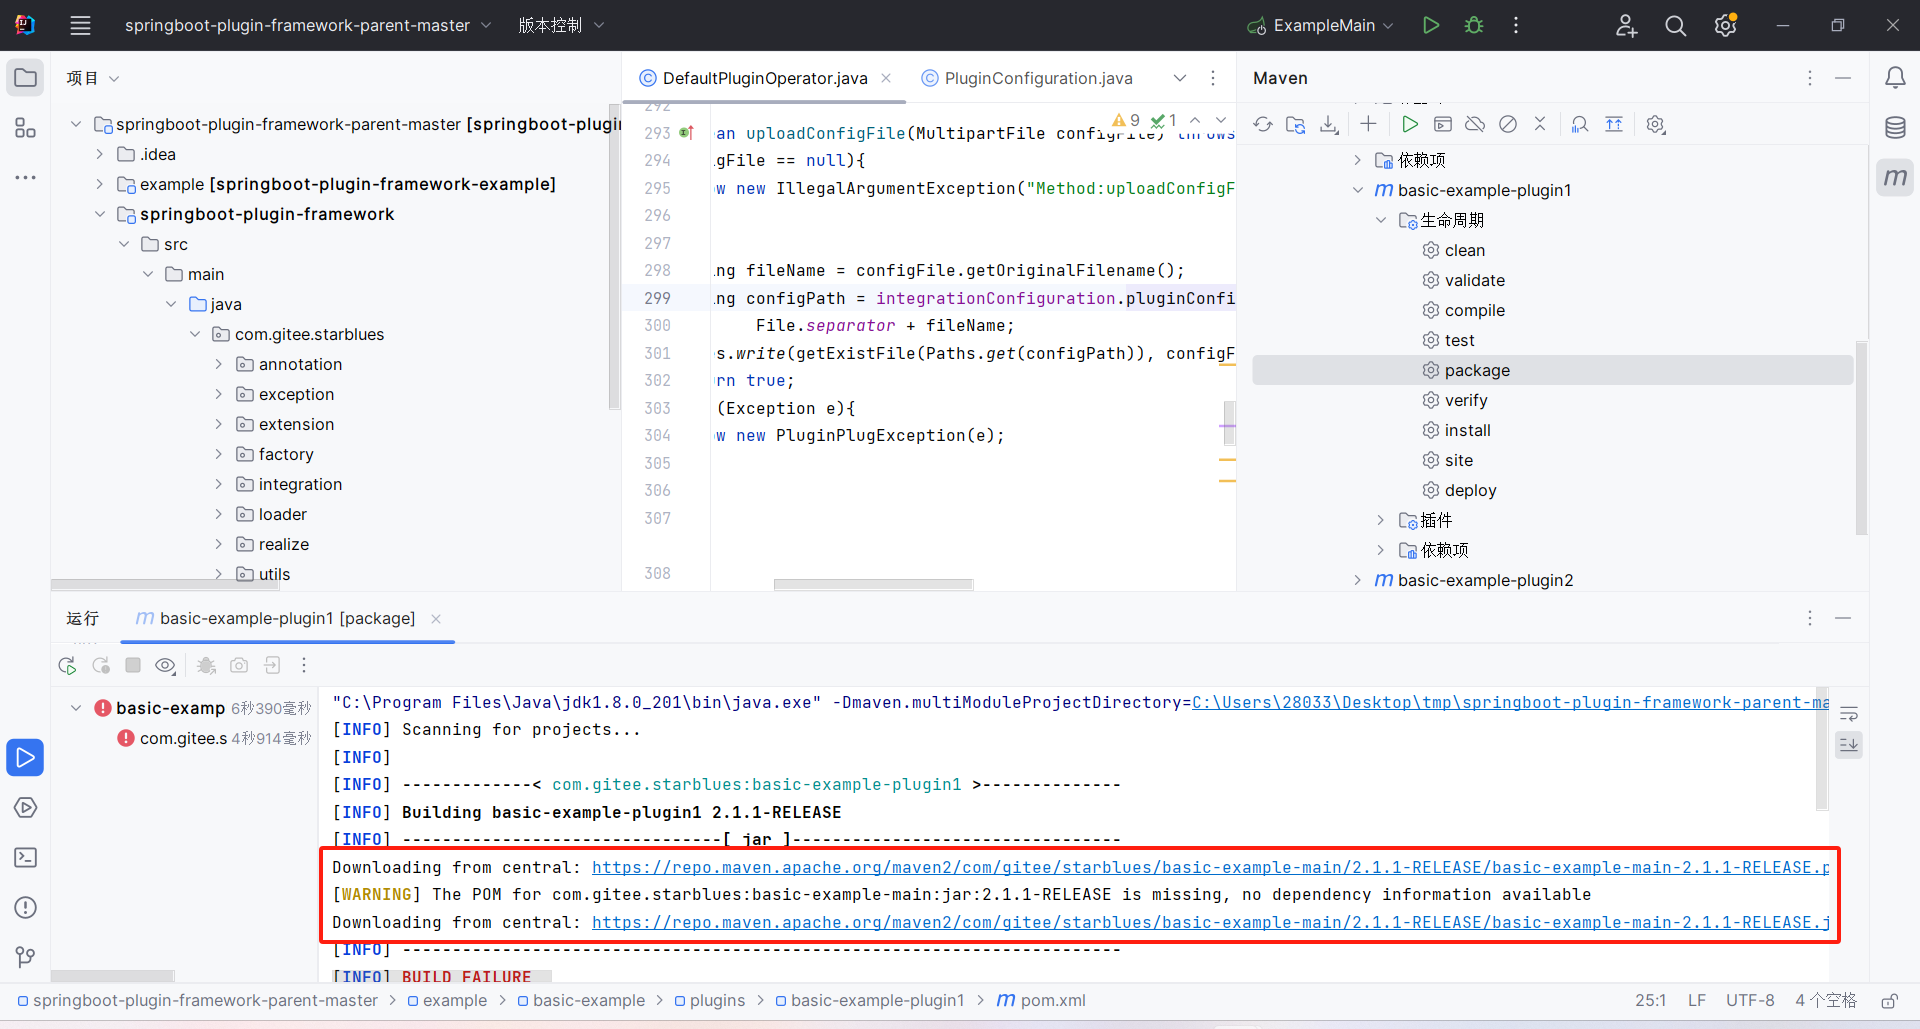 springboot-plugin-framework-parent-master
版本控制
ExampleMain
项目
springboot-plugin-framework-parent-master [springboot-plugi
.idea
example [springboot-plugin-framework-example]
springboot-plugin-framework
src
main
java
com.gitee.starblues
annotation
exception
extension
factory
integration
loader
realize
utils
DefaultPluginOperator.java
PluginConfiguration.java
9 1
292
293 an uploadConfigFile(MultipartFile configFile) throws
294 gFile == null){
295 w new IllegalArgumentException("Method:uploadConfigF
296
297
298 ng fileName = configFile.getOriginalFilename();
299 ng configPath = integrationConfiguration.pluginConfi
300 File.separator + fileName;
301 s.write(getExistFile(Paths.get(configPath)), configF
302 rn true;
303 (Exception e){
304 w new PluginPlugException(e);
305
306
307
308
Maven
依赖项
basic-example-plugin1
生命周期
clean
validate
compile
test
package
verify
install
site
deploy
插件
依赖项
basic-example-plugin2
运行
basic-example-plugin1 [package]
basic-examp 6秒390毫秒
com.gitee.s 4秒914毫秒
"C:\Program Files\Java\jdk1.8.0_201\bin\java.exe" -Dmaven.multiModuleProjectDirectory=C:\Users\28033\Desktop\tmp\springboot-plugin-framework-parent-ma
[INFO] Scanning for projects...
[INFO]
[INFO] -------------< com.gitee.starblues:basic-example-plugin1 >--------------
[INFO] Building basic-example-plugin1 2.1.1-RELEASE
[INFO] --------------------------------[ jar ]---------------------------------
Downloading from central: https://repo.maven.apache.org/maven2/com/gitee/starblues/basic-example-main/2.1.1-RELEASE/basic-example-main-2.1.1-RELEASE.p
[WARNING] The POM for com.gitee.starblues:basic-example-main:jar:2.1.1-RELEASE is missing, no dependency information available
Downloading from central: https://repo.maven.apache.org/maven2/com/gitee/starblues/basic-example-main/2.1.1-RELEASE/basic-example-main-2.1.1-RELEASE.j
[INFO] ------------------------------------------------------------------------
[INFO] BUILD FAILURE
springboot-plugin-framework-parent-master > example > basic-example > plugins > basic-example-plugin1 > pom.xml
25:1 LF UTF-8 4 个空格